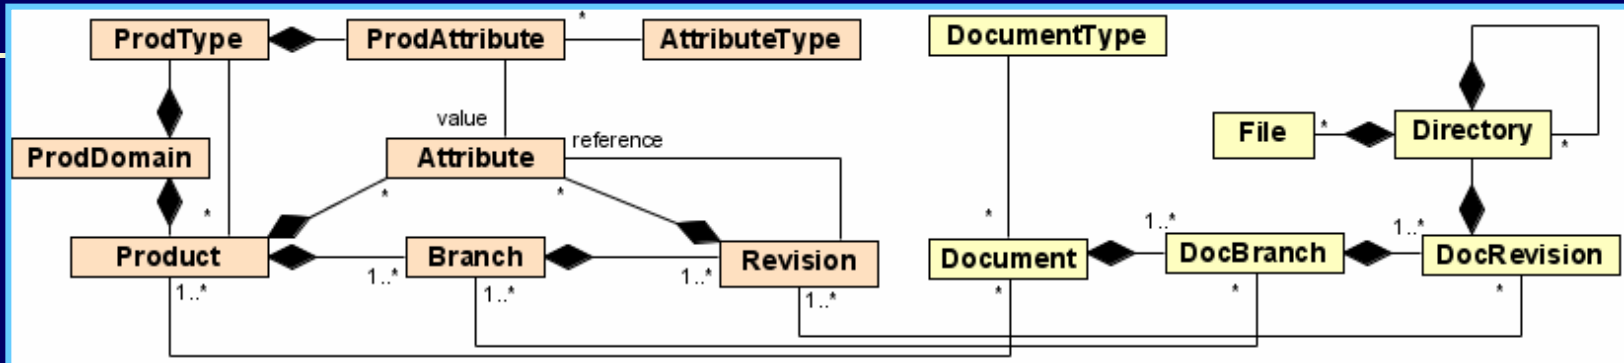 ProdType
ProdAttribute
*
AttributeType
DocumentType
value
reference
File
*
Directory
*
ProdDomain
Attribute
*
*
*
*
1..*
1..*
Product
Branch
Revision
Document
DocBranch
DocRevision
1..*
1..*
1..*
1..*
1..*
*
*
*